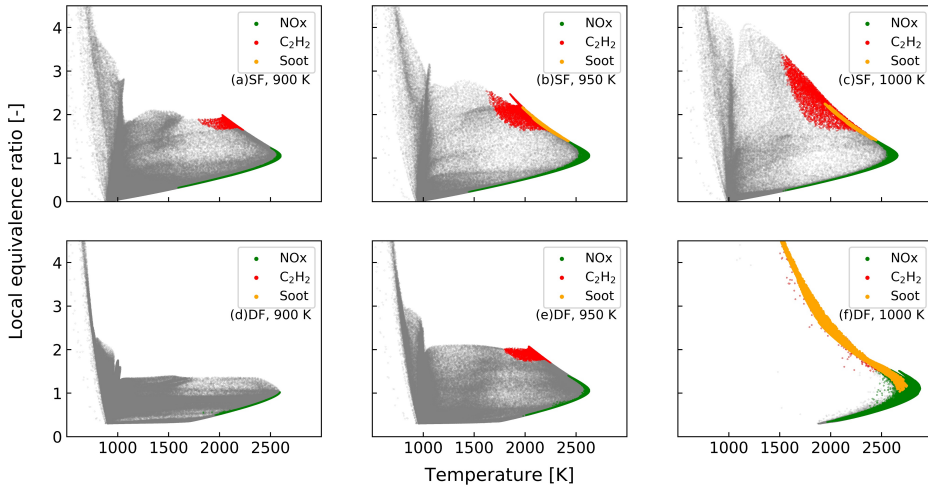 4
3
2
1
0
NOx
C₂H₂
Soot
(a)SF, 900 K
NOx
C₂H₂
Soot
(b)SF, 950 K
NOx
C₂H₂
Soot
(c)SF, 1000 K
Local equivalence ratio [-]
4
3
2
1
0
NOx
C₂H₂
Soot
(d)DF, 900 K
NOx
C₂H₂
Soot
(e)DF, 950 K
NOx
C₂H₂
Soot
(f)DF, 1000 K
1000 1500 2000 2500
1000 1500 2000 2500
1000 1500 2000 2500
Temperature [K]